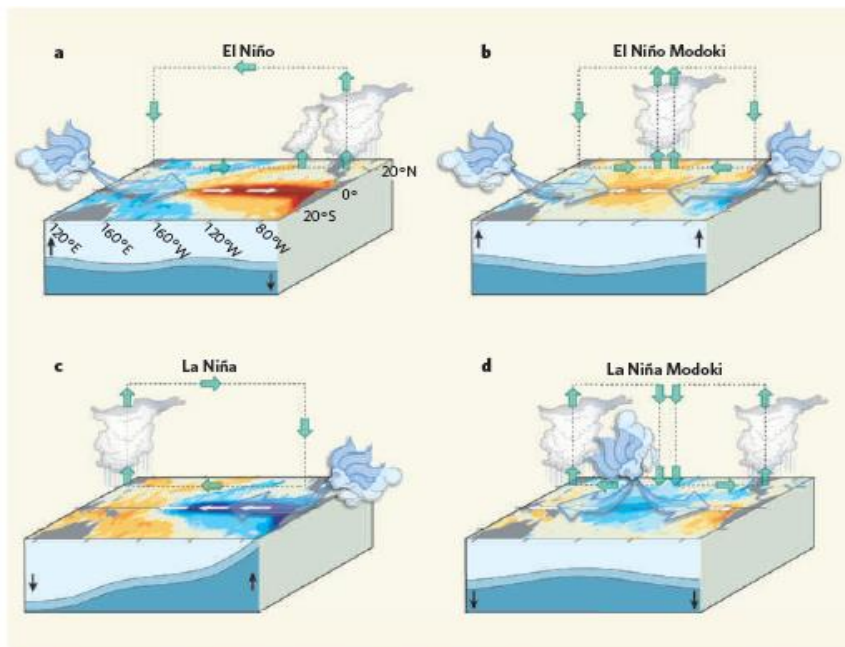 a
El Niño
20°N
0°
20°S
120°E
160°E
160°W
120°W
80°W
b
El Niño Modoki
c
La Niña
d
La Niña Modoki